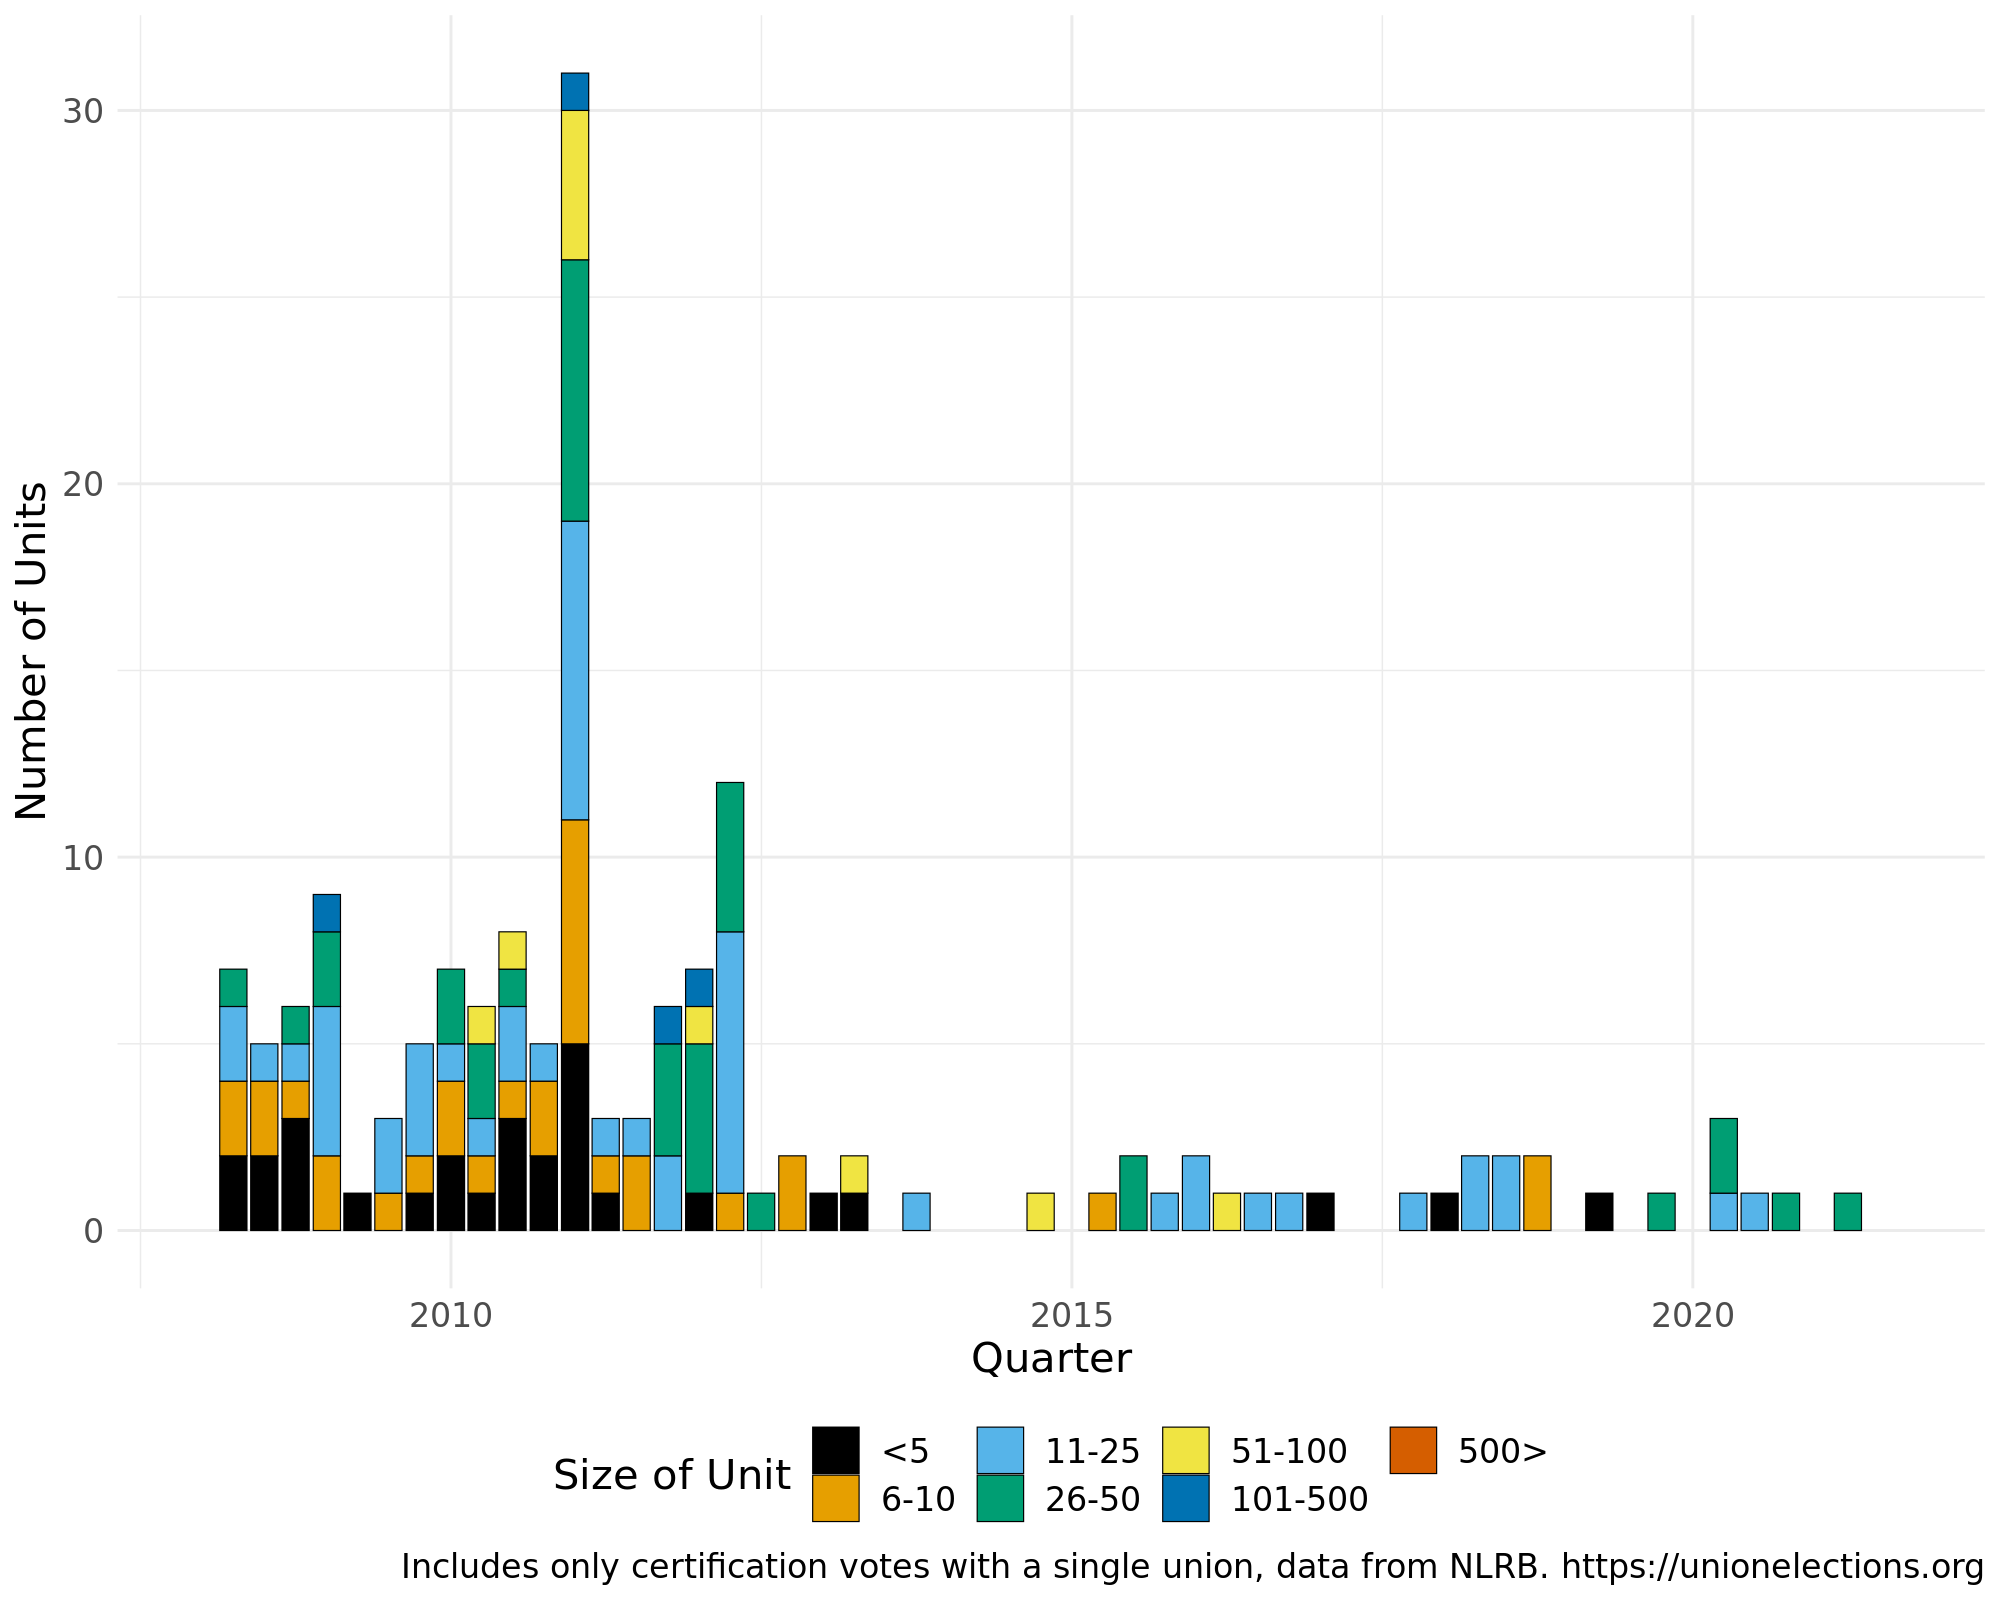 30
20
10
0
Number of Units
2010 2015 2020
Quarter
Size of Unit
<5 11-25 51-100 500>
6-10 26-50 101-500
Includes only certification votes with a single union, data from NLRB. https://unionelections.org